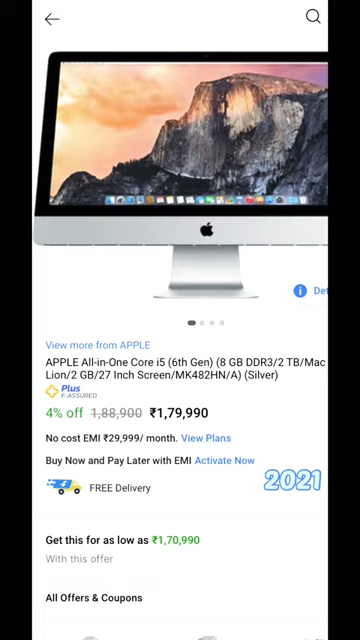 Det
View more from APPLE
APPLE All-in-One Core i5 (6th Gen) (8 GB DDR3/2 TB/Mac
Lion/2 GB/27 Inch Screen/MK482HN/A) (Silver)
Plus
F-ASSURED
4% off 1,88,900 ₹1,79,990
No cost EMI ₹29,999/ month. View Plans
Buy Now and Pay Later with EMI Activate Now
FREE Delivery
2021
Get this for as low as ₹1,70,990
With this offer
All Offers & Coupons